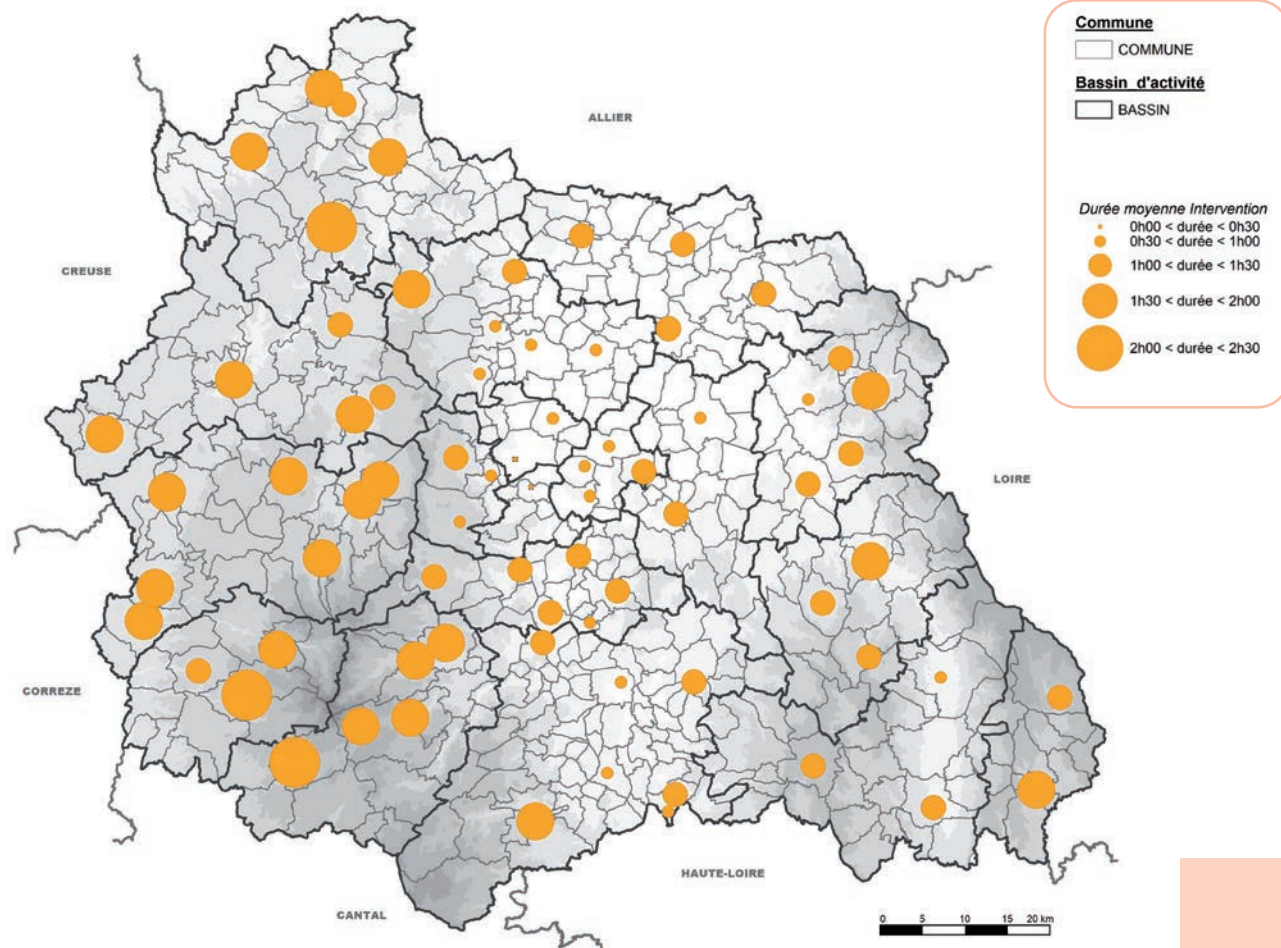 Commune
COMMUNE
Bassin d'activité
BASSIN
Durée moyenne Intervention
0h00 < durée < 0h30
0h30 < durée < 1h00
1h00 < durée < 1h30
1h30 < durée < 2h00
2h00 < durée < 2h30
ALLIER
CREUSE
LOIRE
CORREZE
HAUTE-LOIRE
CANTAL
0 5 10 15 20 km